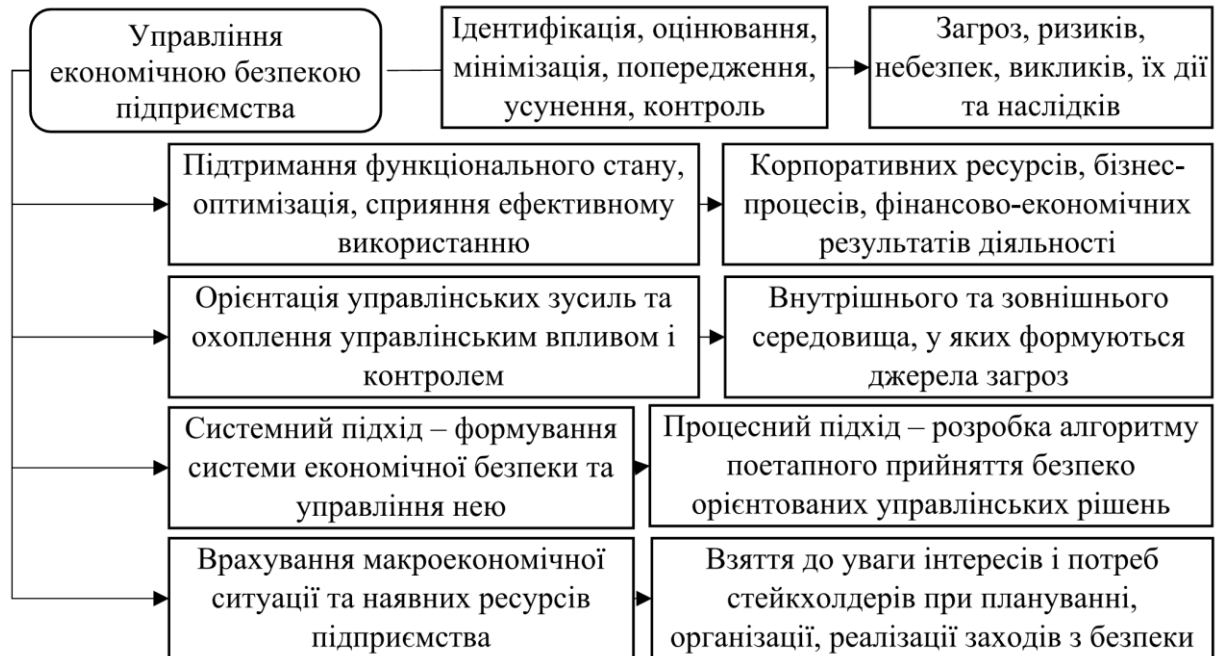 Управління
економічною безпекою
підприємства
Ідентифікація, оцінювання,
мінімізація, попередження,
усунення, контроль
Загроз, ризиків,
небезпек, викликів, їх дії
та наслідків
Підтримання функціонального стану,
оптимізація, сприяння ефективному
використанню
Корпоративних ресурсів, бізнес-
процесів, фінансово-економічних
результатів діяльності
Орієнтація управлінських зусиль та
охоплення управлінським впливом і
контролем
Внутрішнього та зовнішнього
середовища, у яких формуються
джерела загроз
Системний підхід – формування
системи економічної безпеки та
управління нею
Процесний підхід – розробка алгоритму
поетапного прийняття безпеко
орієнтованих управлінських рішень
Врахування макроекономічної
ситуації та наявних ресурсів
підприємства
Взяття до уваги інтересів і потреб
стейкхолдерів при плануванні,
організації, реалізації заходів з безпеки